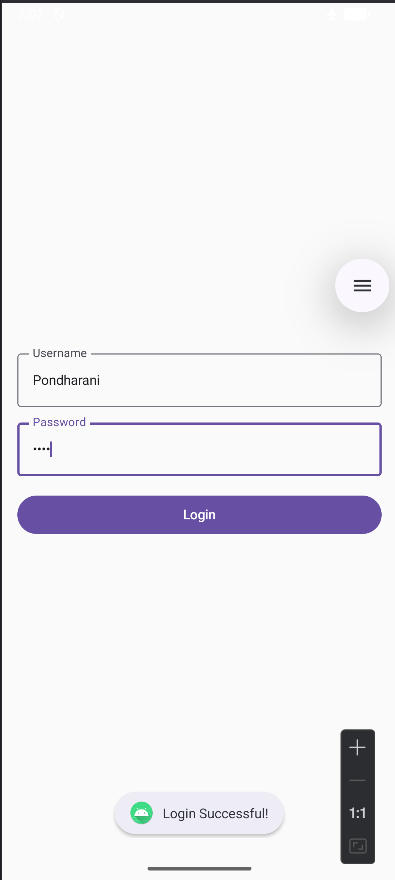 Username
Pondharani
Password
••••
Login
Login Successful!
1:1